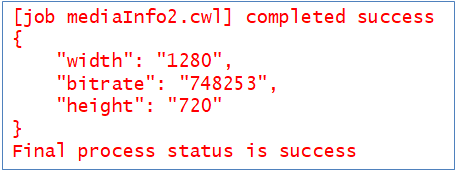 [job mediaInfo2.cwl] completed success
{
    "width": "1280",
    "bitrate": "748253",
    "height": "720"
}
Final process status is success